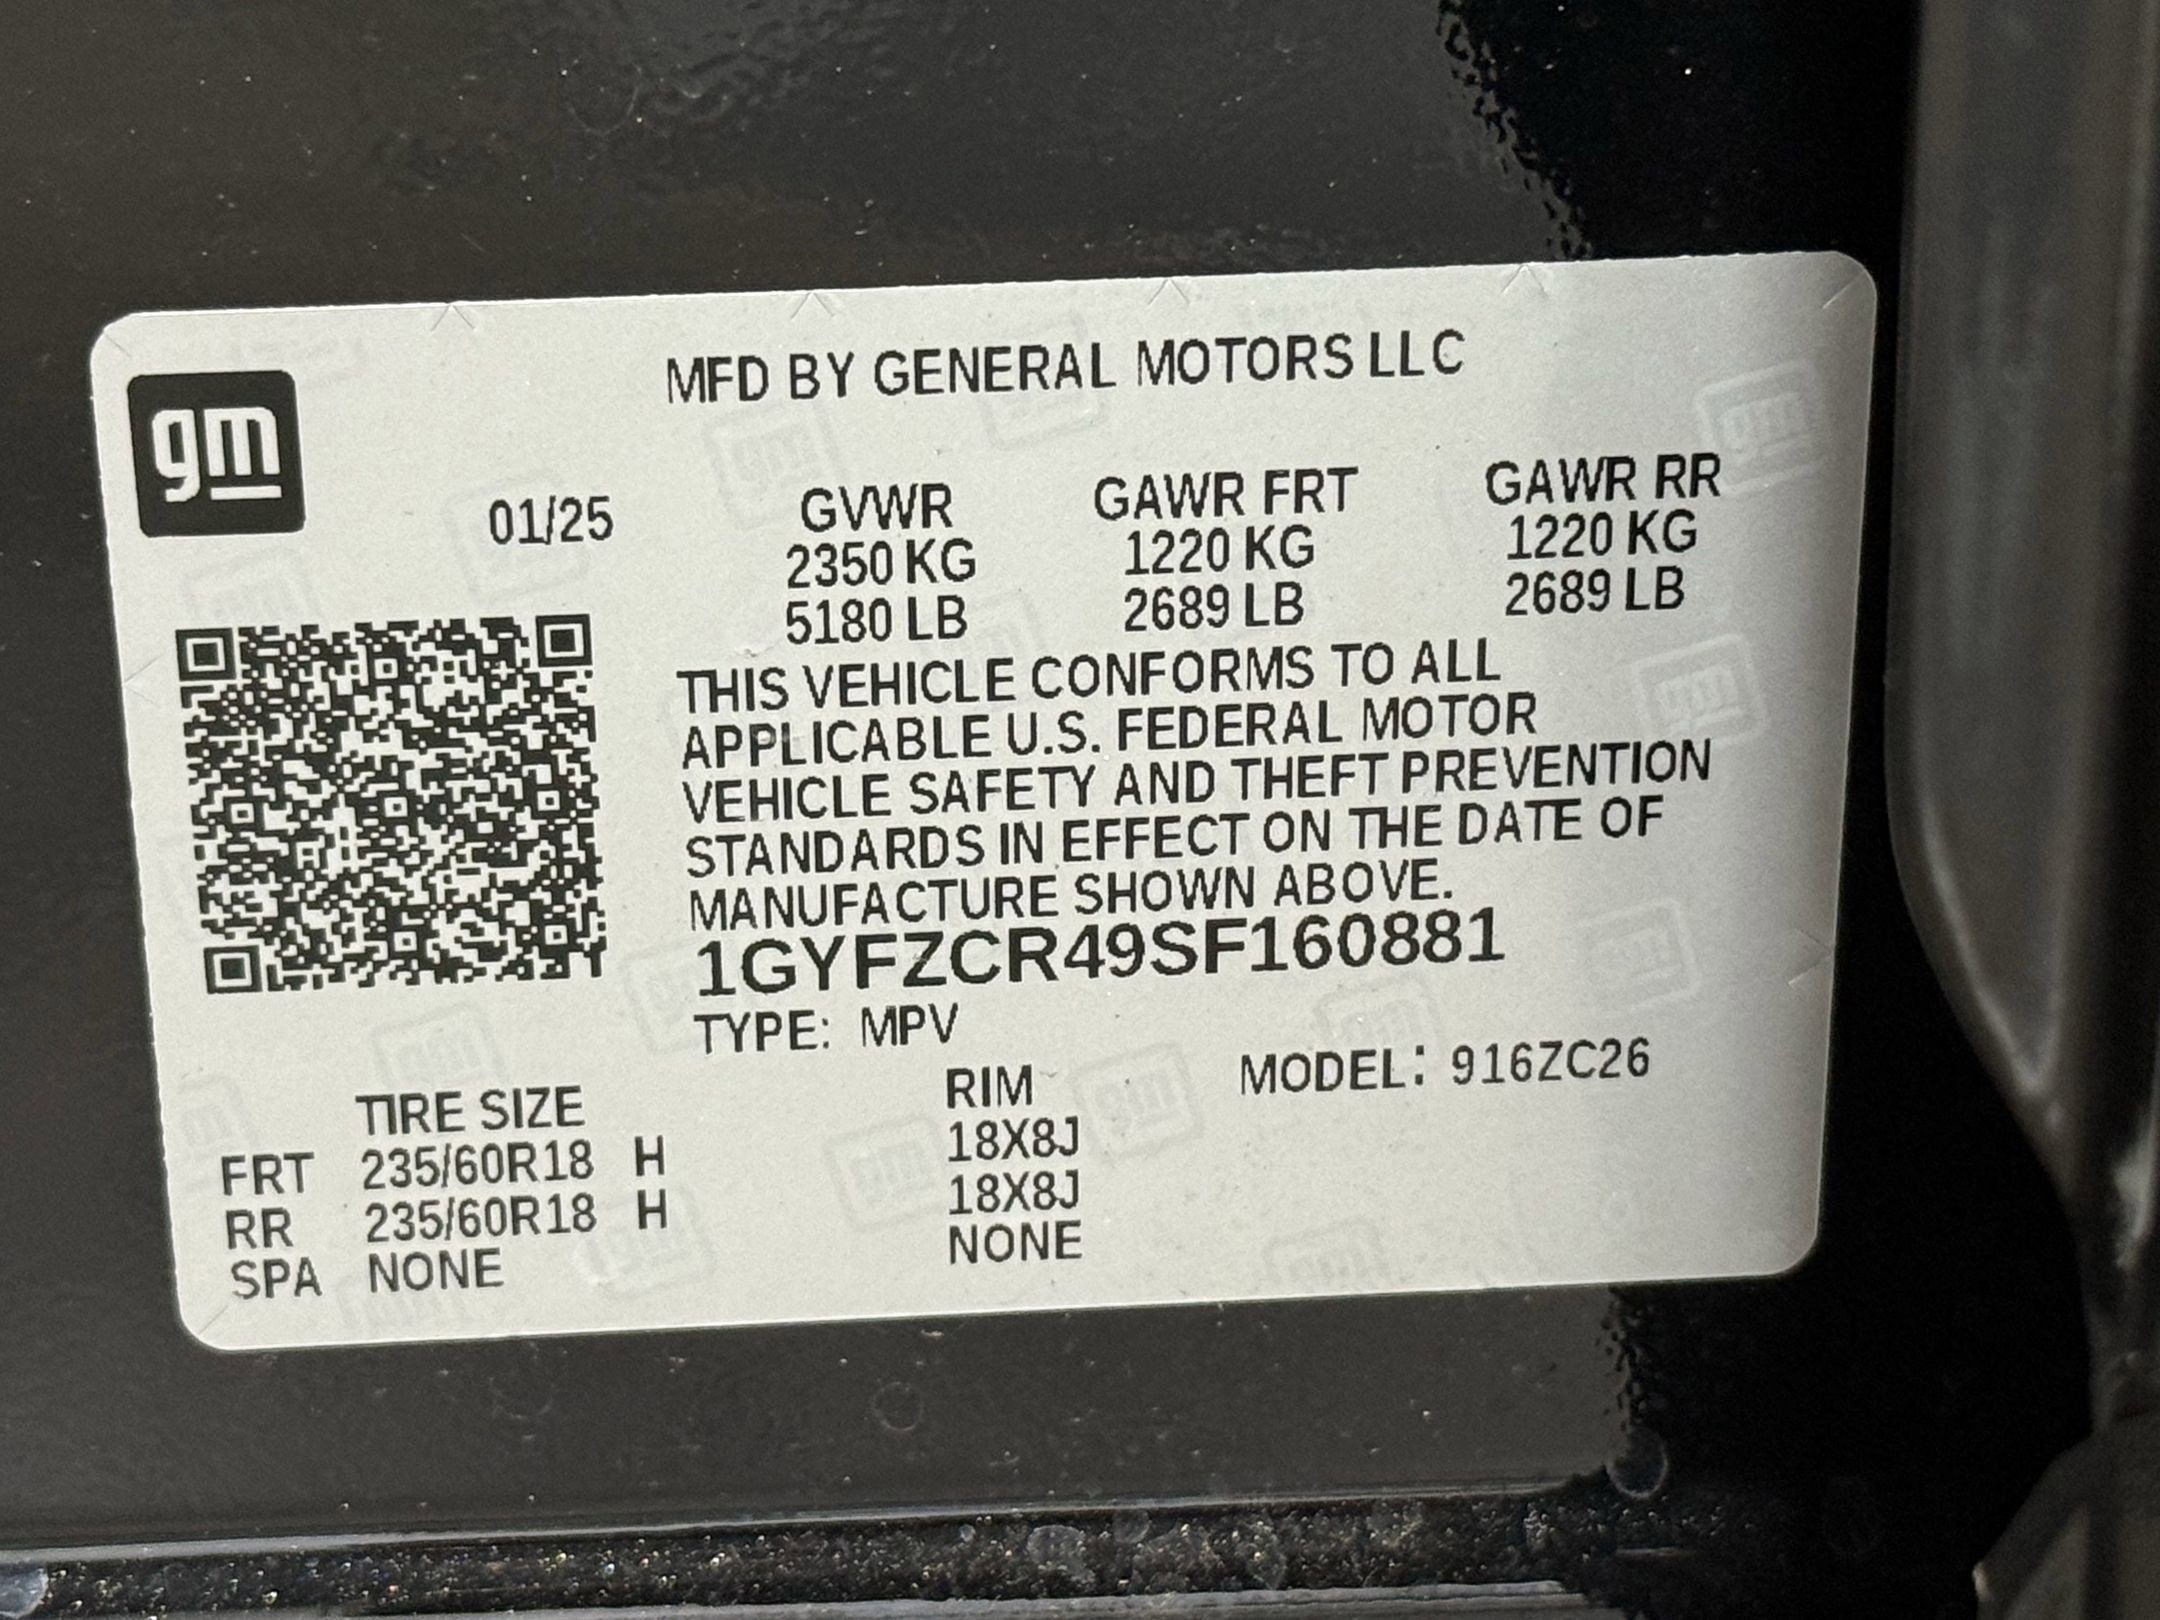 gm
MFD BY GENERAL MOTORS LLC
01/25 GVWR GAWR FRT GAWR RR
2350 KG 1220 KG 1220 KG
5180 LB 2689 LB 2689 LB
THIS VEHICLE CONFORMS TO ALL
APPLICABLE U.S. FEDERAL MOTOR
VEHICLE SAFETY AND THEFT PREVENTION
STANDARDS IN EFFECT ON THE DATE OF
MANUFACTURE SHOWN ABOVE.
1GYFZCR49SF160881
TYPE: MPV
TIRE SIZE RIM MODEL: 916ZC26
FRT 235/60R18 H 18X8J
RR 235/60R18 H 18X8J
SPA NONE NONE